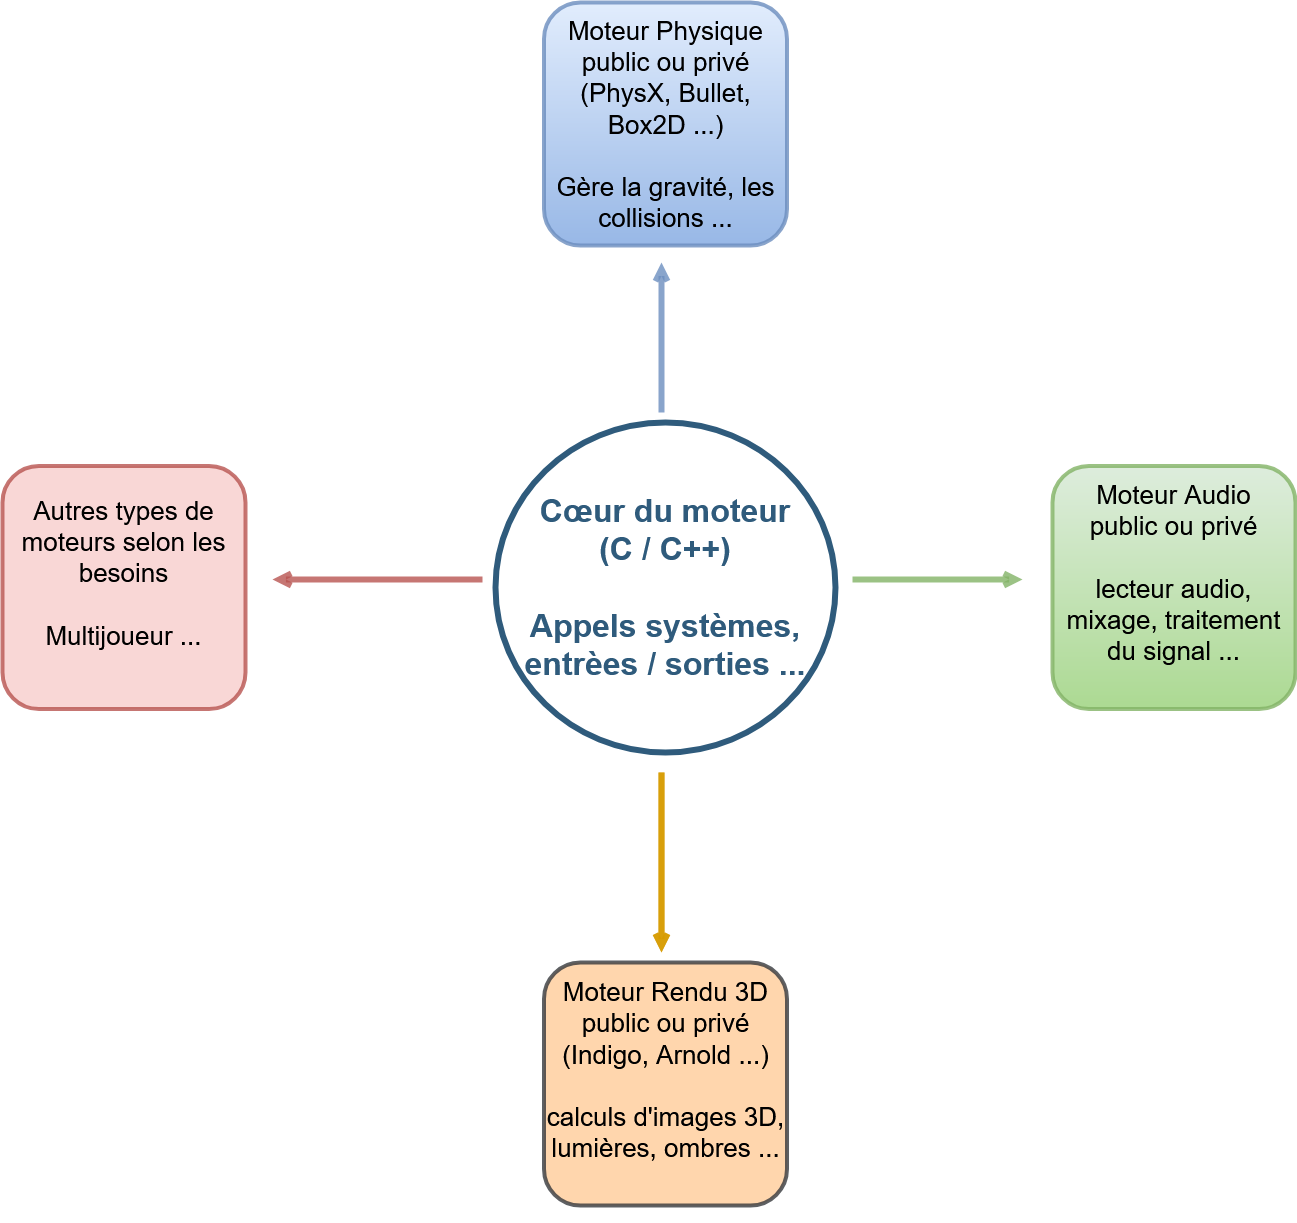 Moteur Physique
public ou privé
(PhysX, Bullet,
Box2D ...)
Gère la gravité, les
collisions ...
Autres types de
moteurs selon les
besoins
Multijoueur ...
Cœur du moteur
(C / C++)
Appels systèmes,
entrèes / sorties ...
Moteur Audio
public ou privé
lecteur audio,
mixage, traitement
du signal ...
Moteur Rendu 3D
public ou privé
(Indigo, Arnold ...)
calculs d'images 3D,
lumières, ombres ...